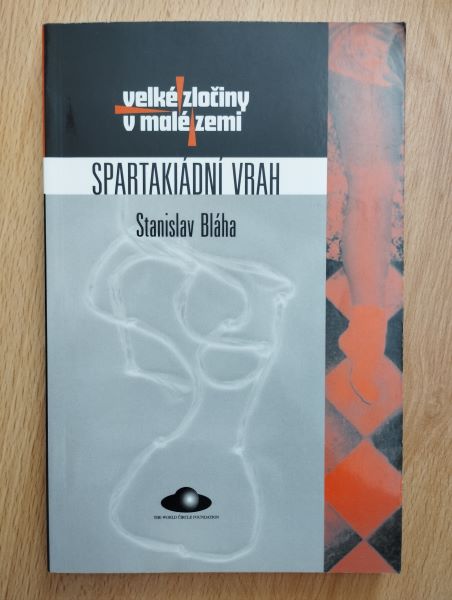 velké zločiny
v malé zemi
SPARTAKIÁDNÍ VRAH
Stanislav Bláha
THE WORLD CIRCLE FOUNDATION